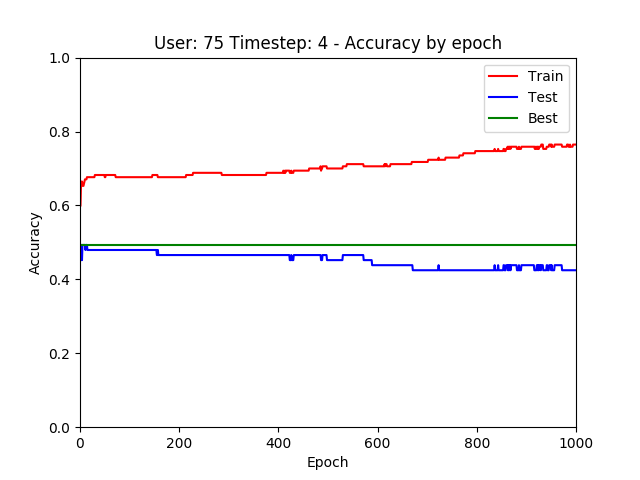 User: 75 Timestep: 4 - Accuracy by epoch
1.0
Train
Test
Best
0.8
0.6
Accuracy
0.4
0.2
0.0
0 200 400 600 800 1000
Epoch